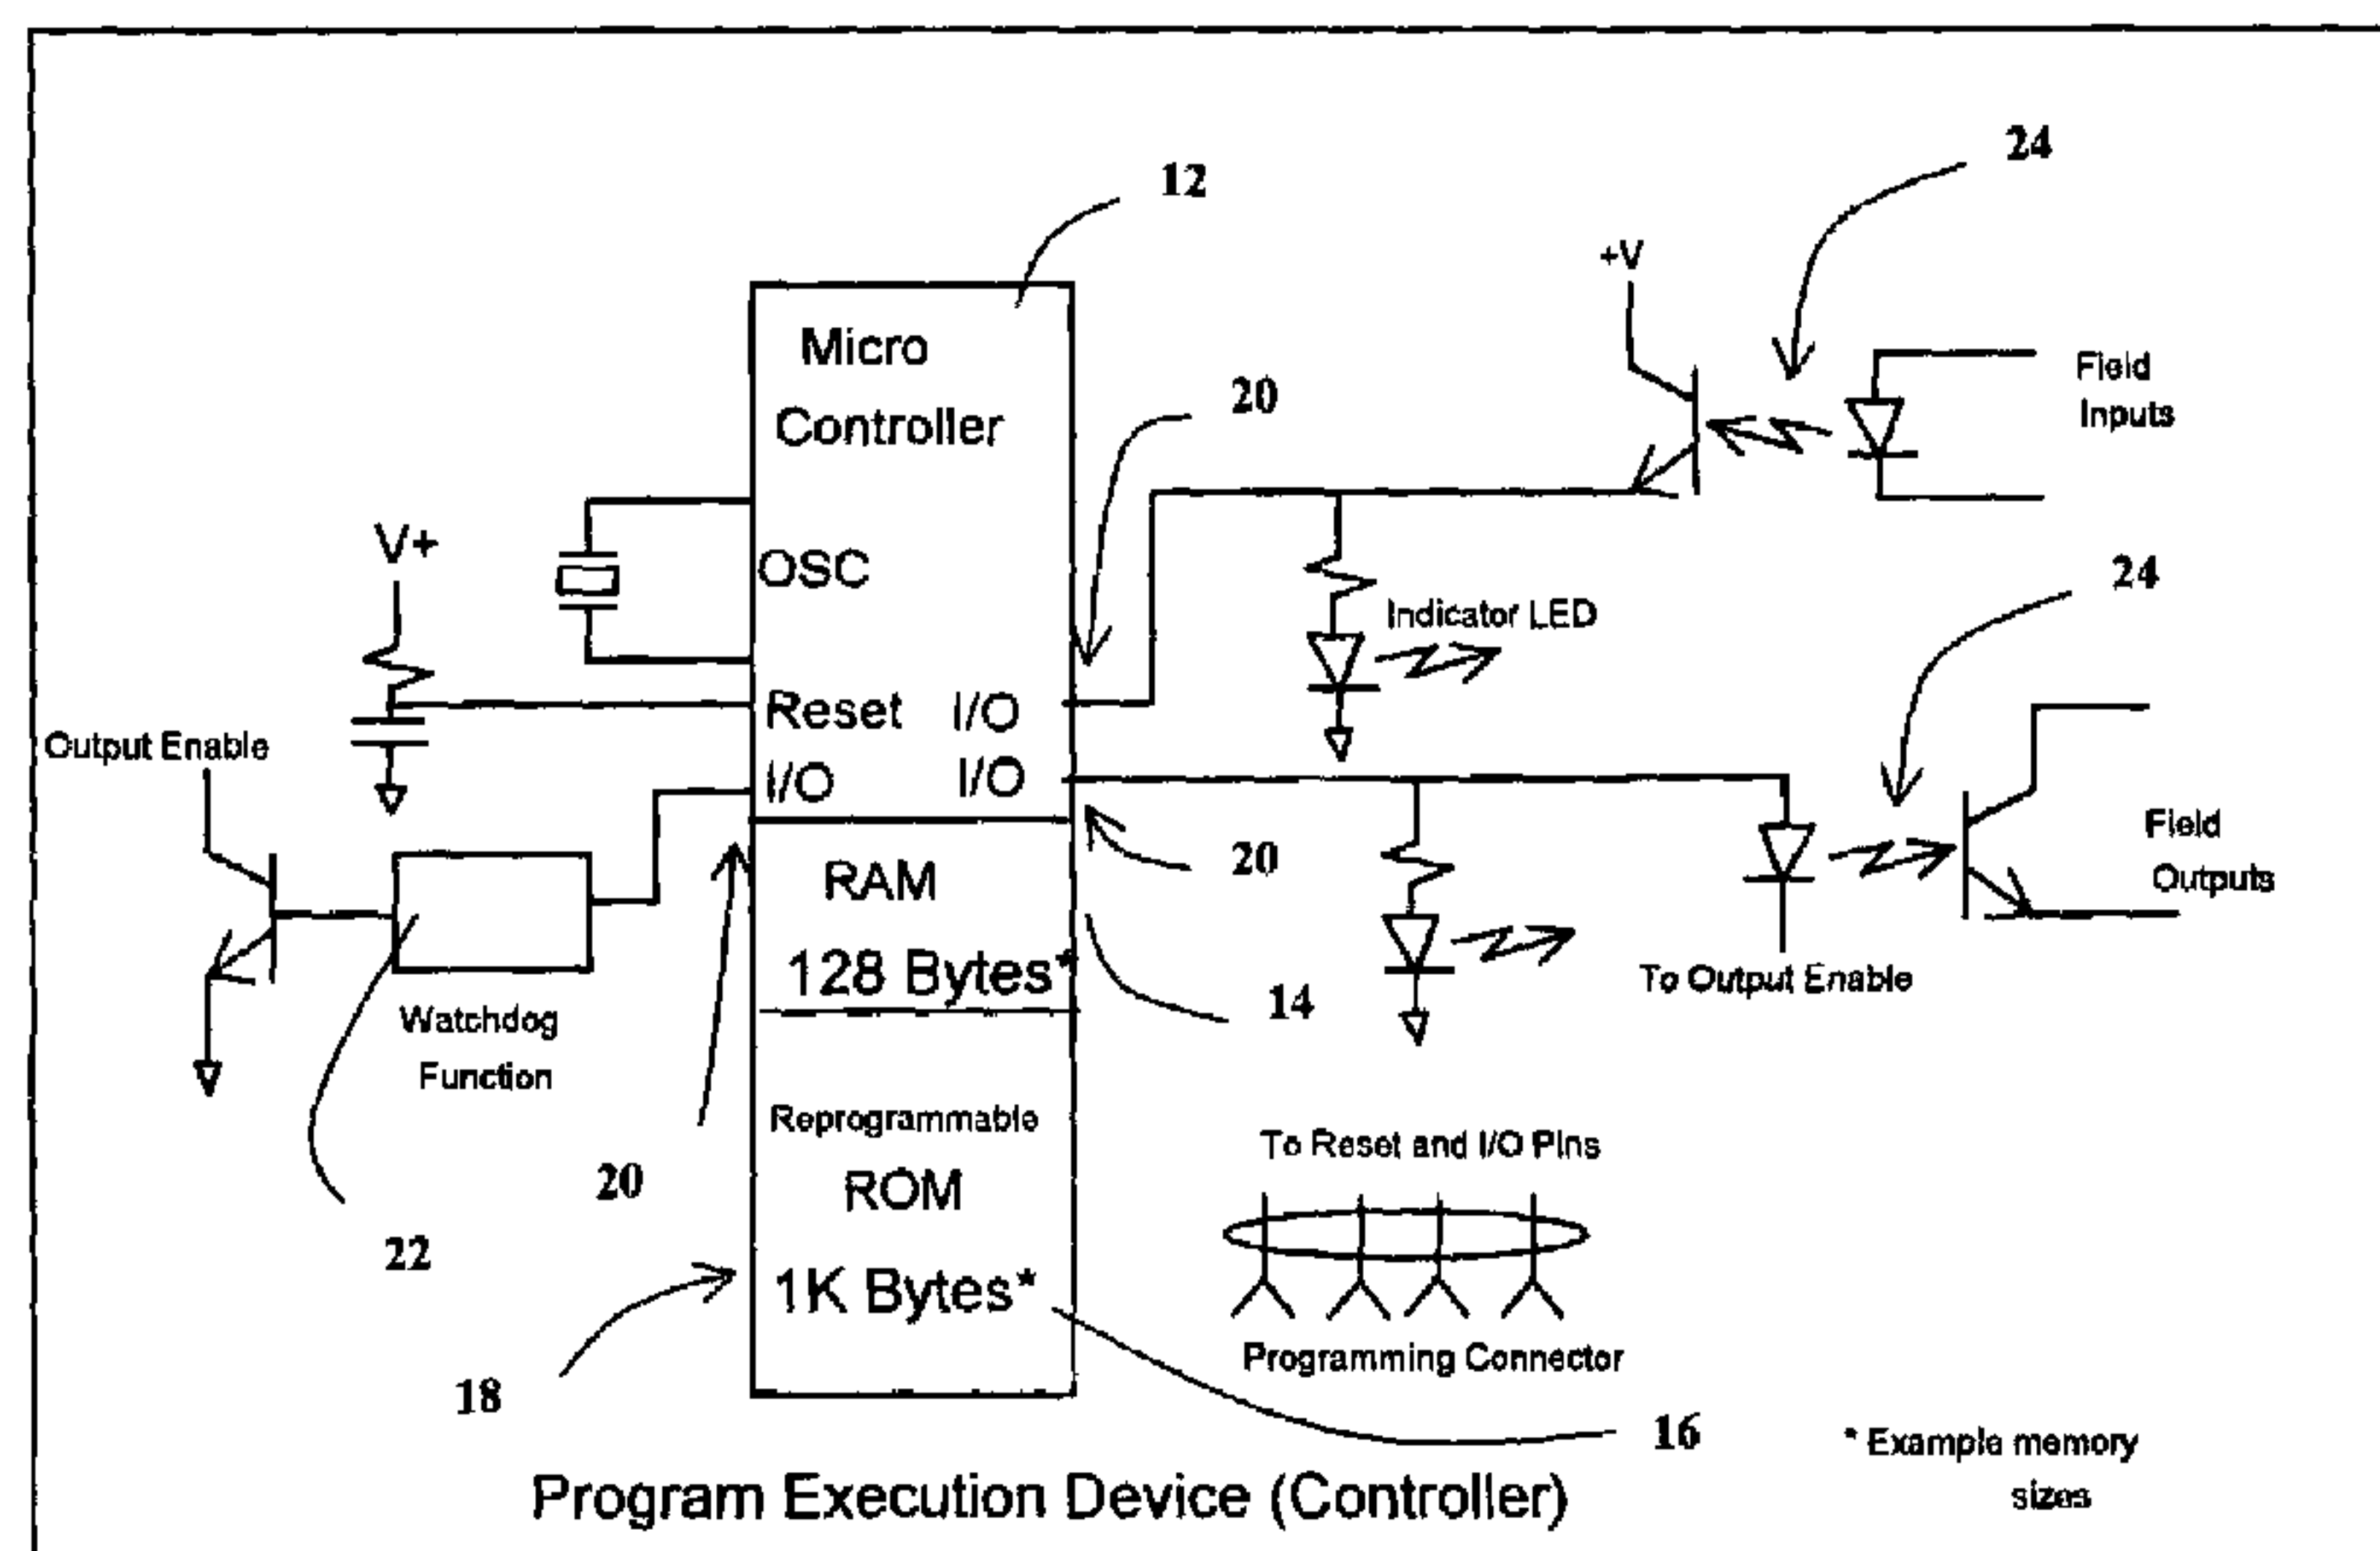 12
24
+V
Micro
Controller
20
Field
Inputs
V+
OSC
Indicator LED
24
Reset I/O
Output Enable
I/O I/O
20
Field
Outputs
RAM
128 Bytes*
14
To Output Enable
Watchdog
Function
Reprogrammable
ROM
1K Bytes*
To Reset and I/O Pins
20
22
Programming Connector
18
16
* Example memory
sizes
Program Execution Device (Controller)